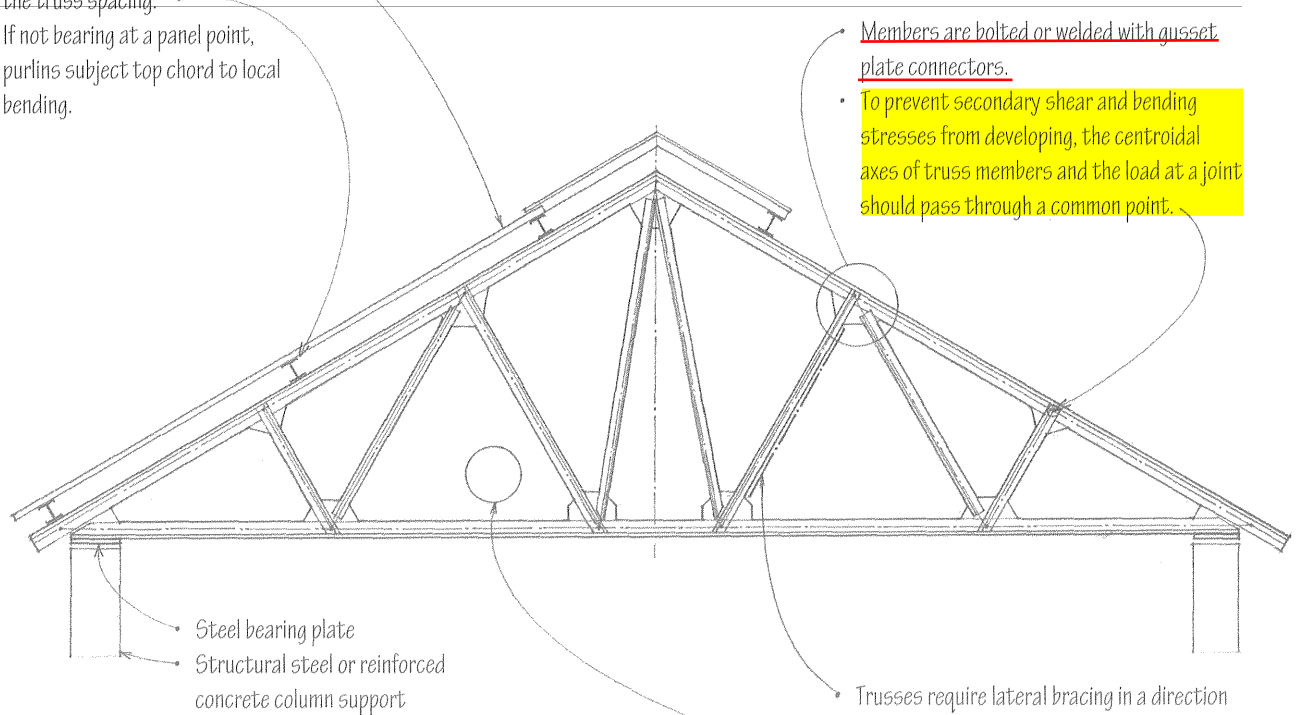 the truss spacing.
If not bearing at a panel point,
purlins subject top chord to local
bending.
• Members are bolted or welded with gusset
plate connectors.
• To prevent secondary shear and bending
stresses from developing, the centroidal
axes of truss members and the load at a joint
should pass through a common point.
• Steel bearing plate
• Structural steel or reinforced
concrete column support
• Trusses require lateral bracing in a direction